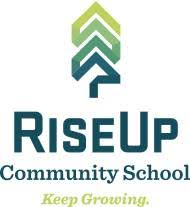 RISEUP
Community School
Keep Growing.